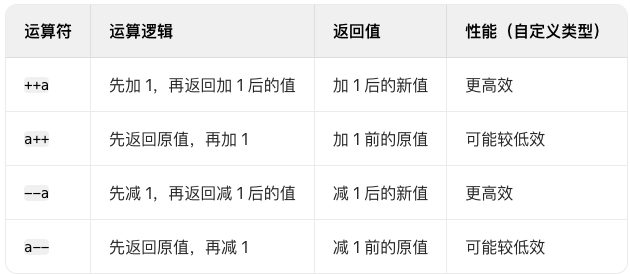 运算符 运算逻辑 返回值 性能（自定义类型）
++a 先加 1，再返回加 1 后的值 加 1 后的新值 更高效
a++ 先返回原值，再加 1 加 1 前的原值 可能较低效
--a 先减 1，再返回减 1 后的值 减 1 后的新值 更高效
a-- 先返回原值，再减 1 减 1 前的原值 可能较低效